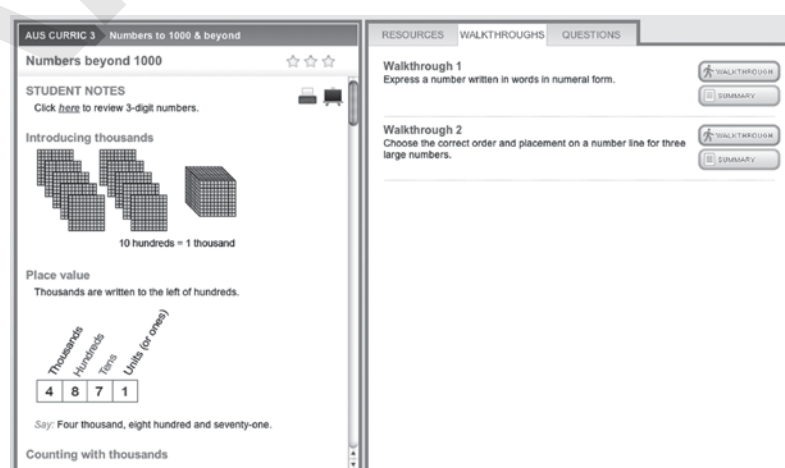 AUS CURRIC 3 Numbers to 1000 & beyond
Numbers beyond 1000
STUDENT NOTES
Click here to review 3-digit numbers.
Introducing thousands
10 hundreds = 1 thousand
Place value
Thousands are written to the left of hundreds.
Thousands
Hundreds
Tens
Units (or ones)
4 8 7 1
Say: Four thousand, eight hundred and seventy-one.
Counting with thousands
RESOURCES WALKTHROUGHS QUESTIONS
Walkthrough 1
Express a number written in words in numeral form.
WALKTHROUGH
SUMMARY
Walkthrough 2
Choose the correct order and placement on a number line for three
large numbers.
WALKTHROUGH
SUMMARY